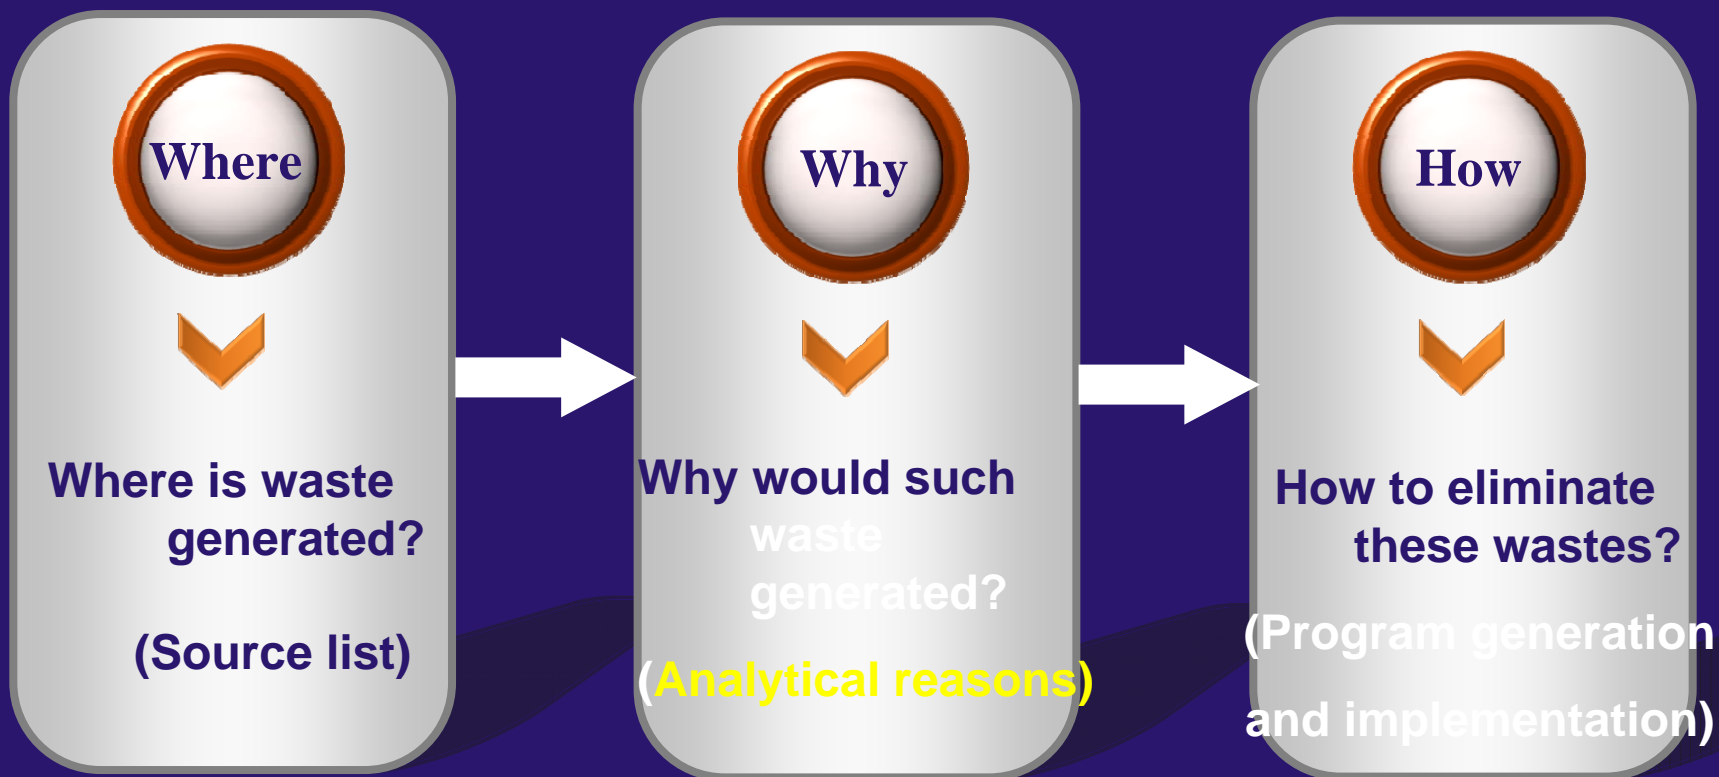 Where
Where is waste
generated?
(Source list)
Why
Why would such
waste
generated?
(Analytical reasons)
How
How to eliminate
these wastes?
(Program generation
and implementation)